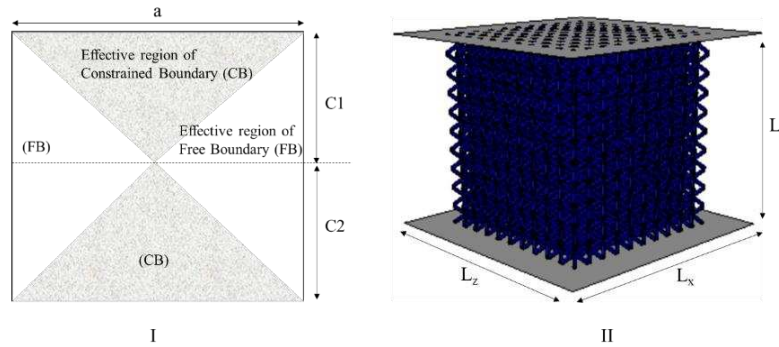 a
Effective region of
Constrained Boundary (CB)
C1
Effective region of
Free Boundary (FB)
(FB)
C2
(CB)
I
L
Lz
Lx
II